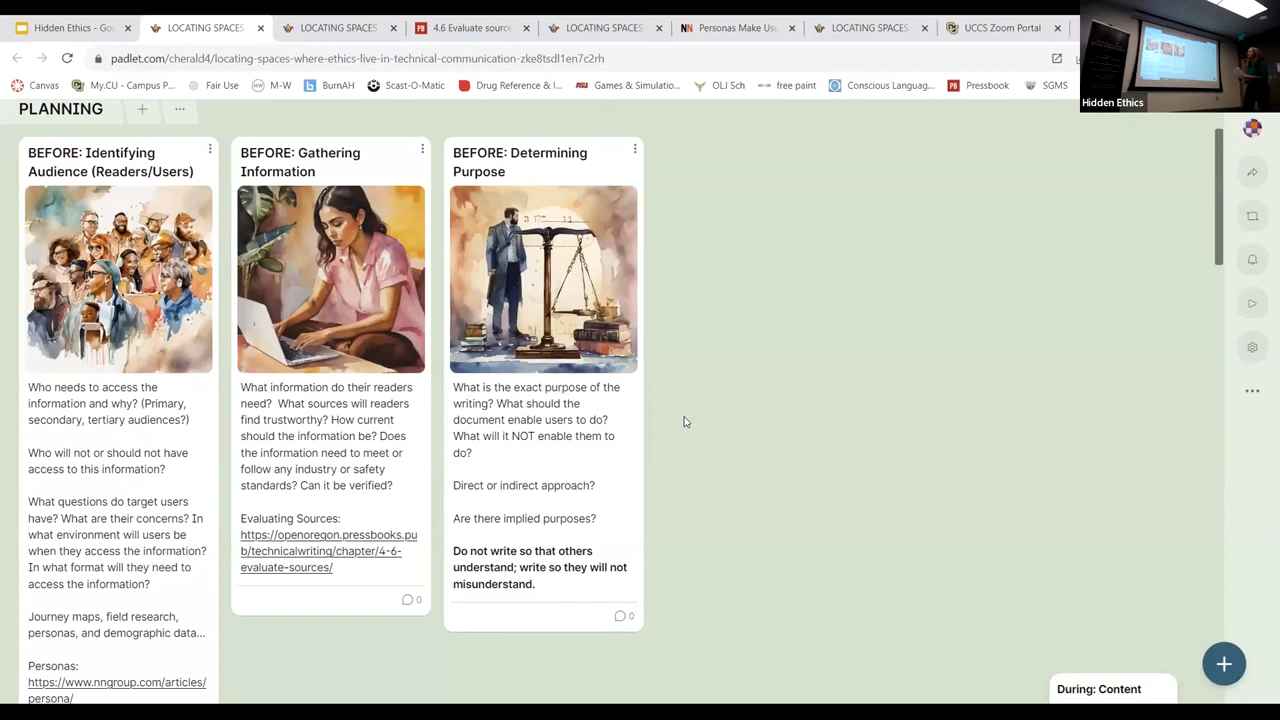 Hidden Ethics - Go
LOCATING SPACES
LOCATING SPACES
4.6 Evaluate source
LOCATING SPACES
Personas Make Use
LOCATING SPACES
UCCS Zoom Portal
padlet.com/cherald4/locating-spaces-where-ethics-live-in-technical-communication-zke8tsdl1en7c2rh
Canvas
My.CU - Campus P...
Fair Use
M-W
BurnAH
Scast-O-Matic
Drug Reference & I...
Games & Simulatio...
OLJ Sch
free paint
Conscious Languag...
Pressbook
SGMS
Hidden Ethics
PLANNING
BEFORE: Identifying
Audience (Readers/Users)
Who needs to access the
information and why? (Primary,
secondary, tertiary audiences?)
Who will not or should not have
access to this information?
What questions do target users
have? What are their concerns? In
what environment will users be
when they access the information?
In what format will they need to
access the information?
Journey maps, field research,
personas, and demographic data...
Personas:
https://www.nngroup.com/articles/
persona/
BEFORE: Gathering
Information
What information do their readers
need? What sources will readers
find trustworthy? How current
should the information be? Does
the information need to meet or
follow any industry or safety
standards? Can it be verified?
Evaluating Sources:
https://openoregon.pressbooks.pu
b/technicalwriting/chapter/4-6-
evaluate-sources/
0
BEFORE: Determining
Purpose
What is the exact purpose of the
writing? What should the
document enable users to do?
What will it NOT enable them to
do?
Direct or indirect approach?
Are there implied purposes?
Do not write so that others
understand; write so they will not
misunderstand.
0
During: Content